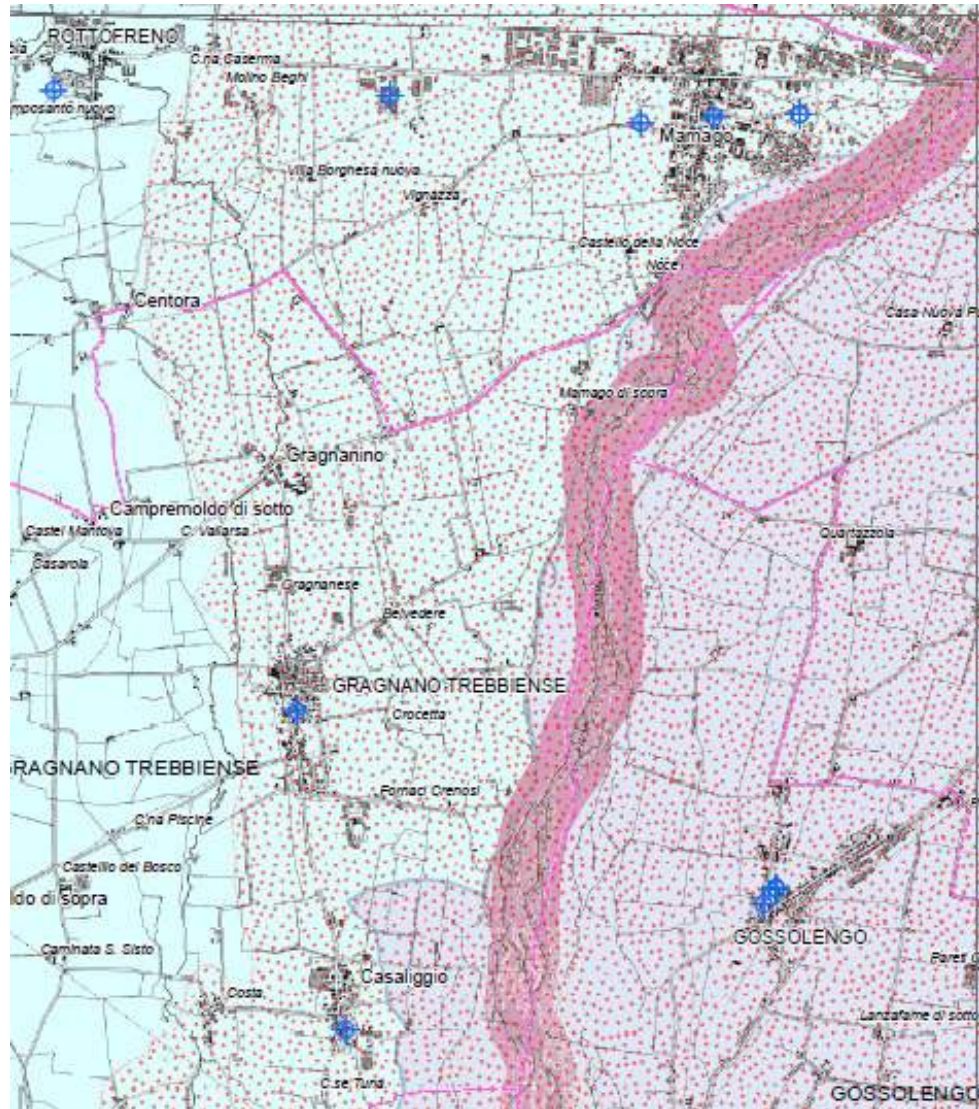 ROTTOFRENO
C.na Caserma
Molino Beghi
mposanto nuovo
Mamago
Villa Borghesa nuova
Vignazza
Castello della Noce
Noce
Centora
Casa Nuova P
Mamago di sopra
Gragnanino
Campremoldo di sotto
Castel Mantova
C. Vallarsa
Casarola
Quartazzola
Gragnanese
Belvedere
GRAGNANO TREBBIENSE
Crocetta
RAGNANO TREBBIENSE
Fornaci Crenosi
C.na Piscine
Castello del Bosco
do di sopra
GOSSOLENGO
Caminata S. Sisto
Casaliggio
Pares
Costa
Lanzafame di sotto
C.se Tuna
GOSSOLENG